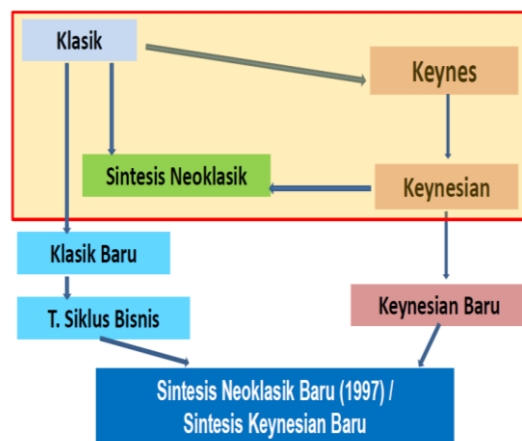 Klasik
Keynes
Sintesis Neoklasik
Keynesian
Klasik Baru
T. Siklus Bisnis
Keynesian Baru
Sintesis Neoklasik Baru (1997) /
Sintesis Keynesian Baru